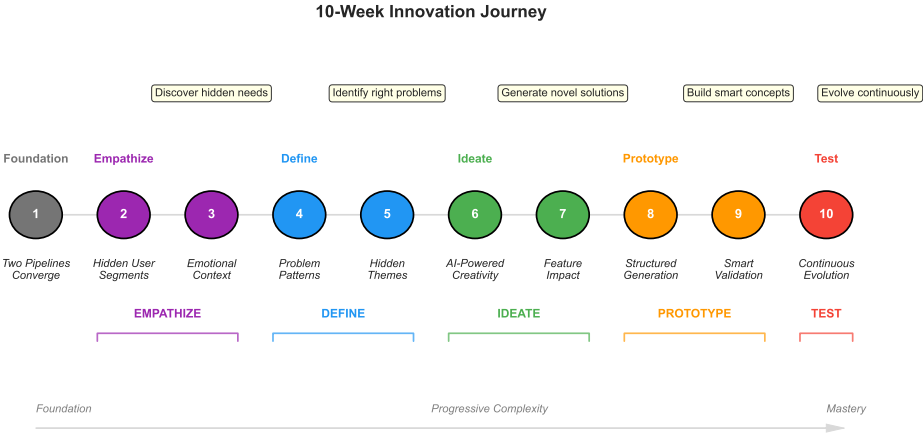 10-Week Innovation Journey
Discover hidden needs
Identify right problems
Generate novel solutions
Build smart concepts
Evolve continuously
Foundation
Empathize
Define
Ideate
Prototype
Test
1
2
3
4
5
6
7
8
9
10
Two Pipelines
Converge
Hidden User
Segments
Emotional
Context
Problem
Patterns
Hidden
Themes
AI-Powered
Creativity
Feature
Impact
Structured
Generation
Smart
Validation
Continuous
Evolution
EMPATHIZE
DEFINE
IDEATE
PROTOTYPE
TEST
Foundation
Progressive Complexity
Mastery